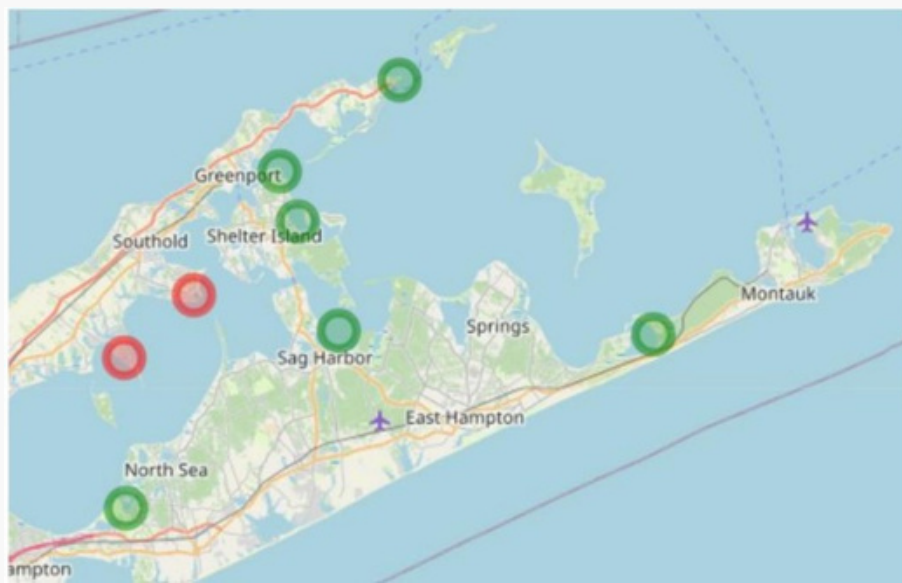 Greenport
Southold
Shelter Island
Montauk
Springs
Sag Harbor
East Hampton
North Sea
ampton